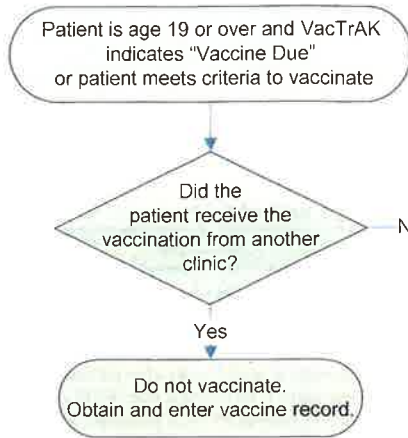 Patient is age 19 or over and VacTrAK
indicates “Vaccine Due”
or patient meets criteria to vaccinate
Did the
patient receive the
vaccination from another
clinic?
N
Yes
Do not vaccinate.
Obtain and enter vaccine record.